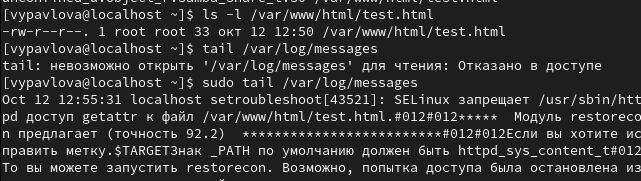 [vypavlova@localhost ~]$ ls -l /var/www/html/test.html
-rw-r--r--. 1 root root 33 окт 12 12:50 /var/www/html/test.html
[vypavlova@localhost ~]$ tail /var/log/messages
tail: невозможно открыть '/var/log/messages' для чтения: Отказано в доступе
[vypavlova@localhost ~]$ sudo tail /var/log/messages
Oct 12 12:55:31 localhost setroubleshoot[43521]: SELinux запрещает /usr/sbin/htt
pd доступ getattr к файл /var/www/html/test.html.#012#012*****  Модуль restoreco
n предлагает (точность 92.2)  *************************#012#012Если вы хотите ис
править метку.$TARGETЗнак _PATH по умолчанию должен быть httpd_sys_content_t#012
То вы можете запустить restorecon. Возможно, попытка доступа была остановлена из